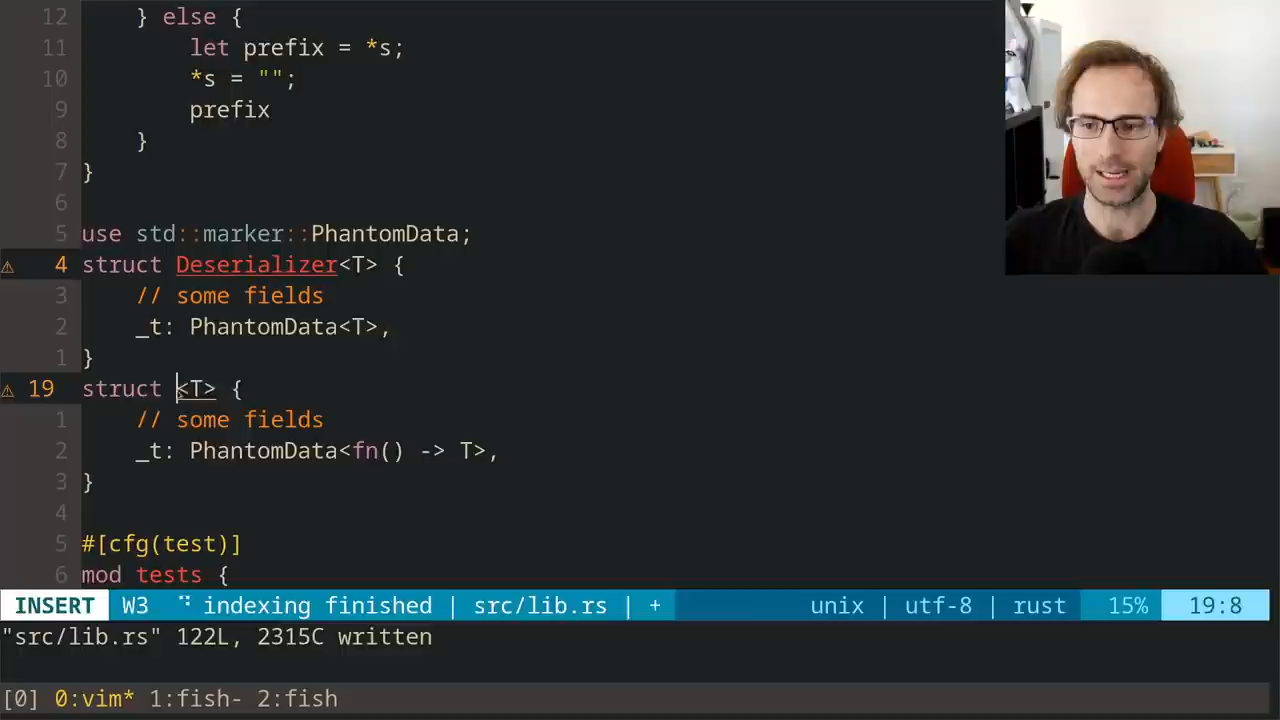 12     } else {
11         let prefix = *s;
10         *s = "";
9         prefix
8     }
7 }
6
5 use std::marker::PhantomData;
⚠ 4 struct Deserializer<T> {
3     // some fields
2     _t: PhantomData<T>,
1 }
⚠ 19 struct <T> {
1     // some fields
2     _t: PhantomData<fn() -> T>,
3 }
4
5 #[cfg(test)]
6 mod tests {
INSERT W3 ⠋ indexing finished | src/lib.rs | + unix | utf-8 | rust 15% 19:8
"src/lib.rs" 122L, 2315C written
[0] 0:vim* 1:fish- 2:fish